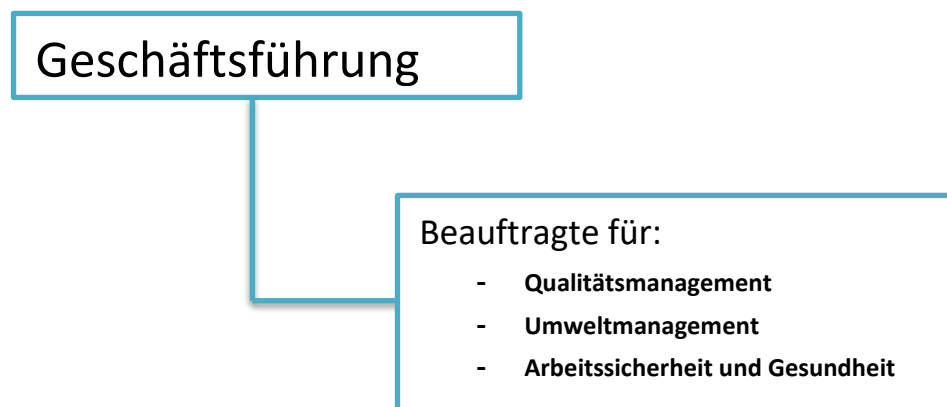 Geschäftsführung
Beauftragte für:
- Qualitätsmanagement
- Umweltmanagement
- Arbeitssicherheit und Gesundheit